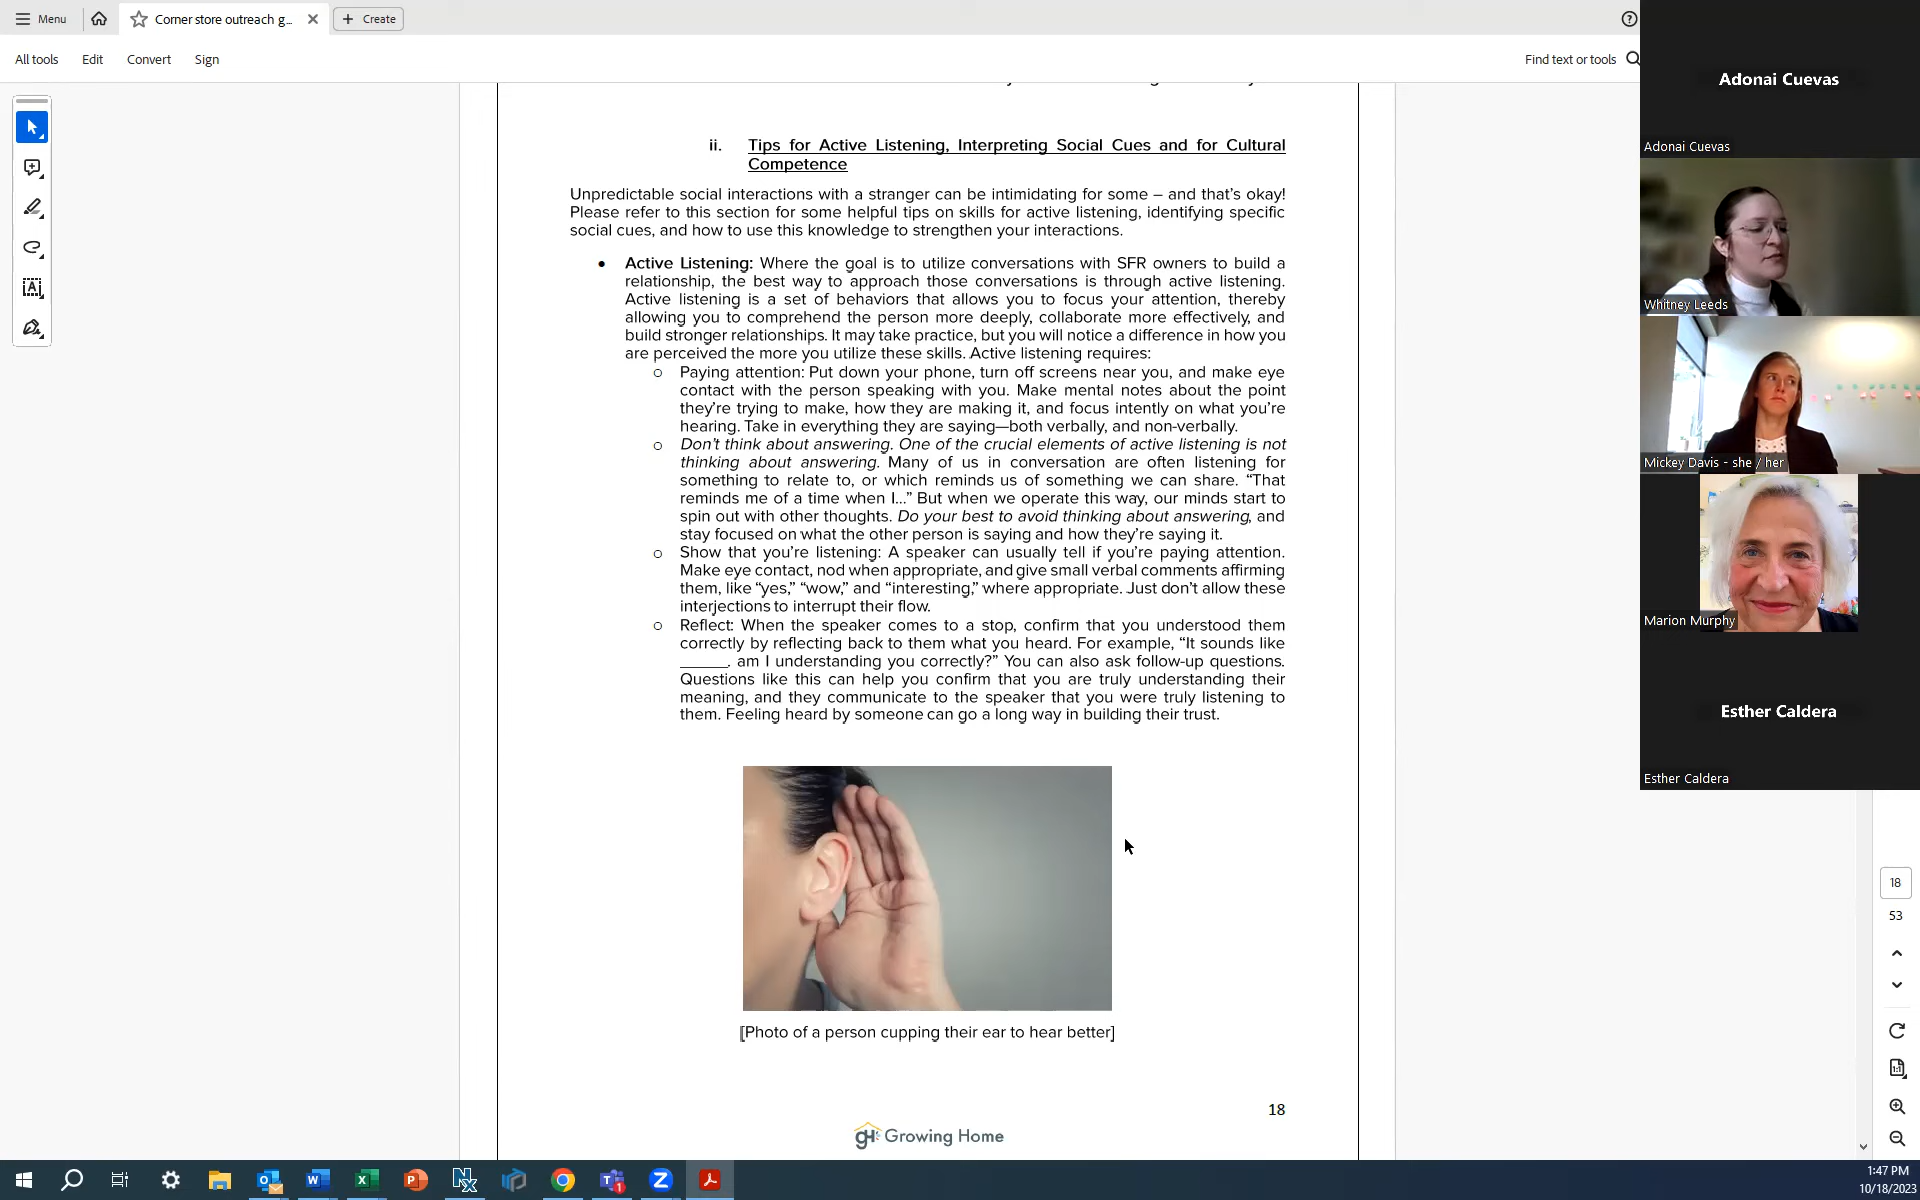 Menu
Corner store outreach g...
Create
All tools
Edit
Convert
Sign
Find text or tools
ii. Tips for Active Listening, Interpreting Social Cues and for Cultural
Competence
Unpredictable social interactions with a stranger can be intimidating for some – and that’s okay!
Please refer to this section for some helpful tips on skills for active listening, identifying specific
social cues, and how to use this knowledge to strengthen your interactions.
• Active Listening: Where the goal is to utilize conversations with SFR owners to build a
relationship, the best way to approach those conversations is through active listening.
Active listening is a set of behaviors that allows you to focus your attention, thereby
allowing you to comprehend the person more deeply, collaborate more effectively, and
build stronger relationships. It may take practice, but you will notice a difference in how you
are perceived the more you utilize these skills. Active listening requires:
o Paying attention: Put down your phone, turn off screens near you, and make eye
contact with the person speaking with you. Make mental notes about the point
they’re trying to make, how they are making it, and focus intently on what you’re
hearing. Take in everything they are saying—both verbally, and non-verbally.
o Don’t think about answering. One of the crucial elements of active listening is not
thinking about answering. Many of us in conversation are often listening for
something to relate to, or which reminds us of something we can share. “That
reminds me of a time when I...” But when we operate this way, our minds start to
spin out with other thoughts. Do your best to avoid thinking about answering, and
stay focused on what the other person is saying and how they’re saying it.
o Show that you’re listening: A speaker can usually tell if you’re paying attention.
Make eye contact, nod when appropriate, and give small verbal comments affirming
them, like “yes,” “wow,” and “interesting,” where appropriate. Just don’t allow these
interjections to interrupt their flow.
o Reflect: When the speaker comes to a stop, confirm that you understood them
correctly by reflecting back to them what you heard. For example, “It sounds like
______. am I understanding you correctly?” You can also ask follow-up questions.
Questions like this can help you confirm that you are truly understanding their
meaning, and they communicate to the speaker that you were truly listening to
them. Feeling heard by someone can go a long way in building their trust.
[Photo of a person cupping their ear to hear better]
18
gH Growing Home
Adonai Cuevas
Adonai Cuevas
Whitney Leeds
Mickey Davis - she / her
Marion Murphy
Esther Caldera
Esther Caldera
18
53
1:47 PM
10/18/2023